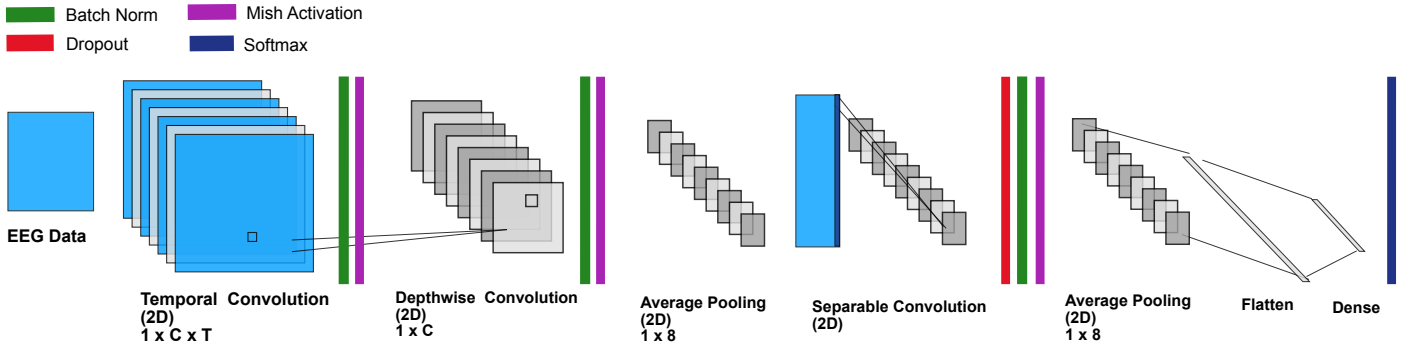 Batch Norm
Mish Activation
Dropout
Softmax
EEG Data
Temporal Convolution
(2D)
1 x C x T
Depthwise Convolution
(2D)
1 x C
Average Pooling
(2D)
1 x 8
Separable Convolution
(2D)
Average Pooling
(2D)
1 x 8
Flatten
Dense